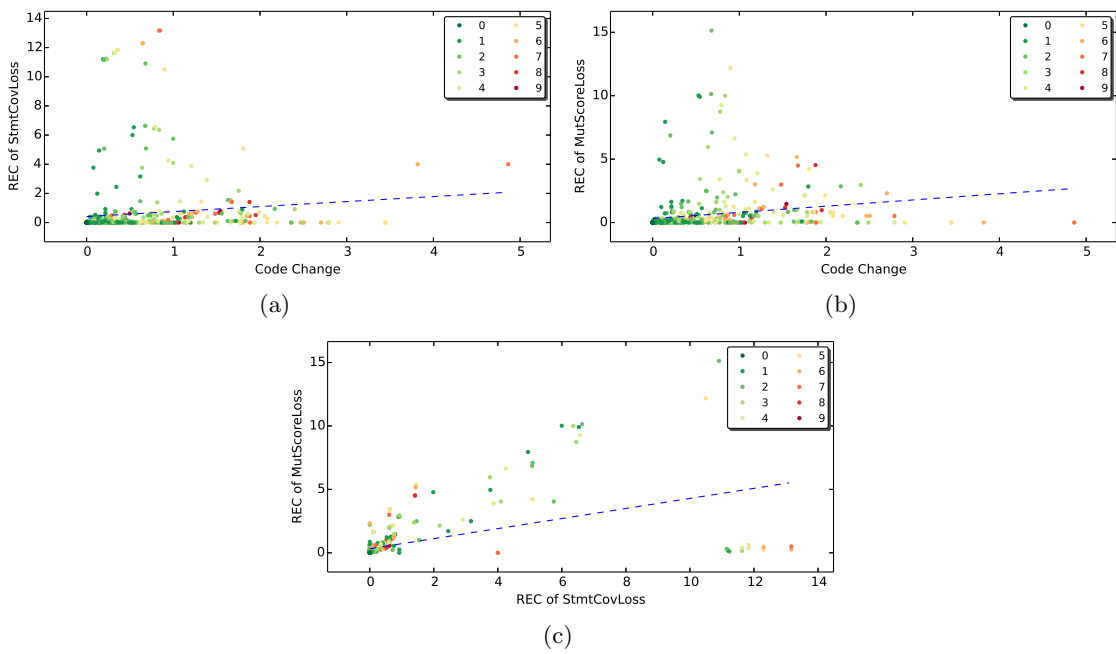 14
12
10
8
6
4
2
0
REC of StmtCovLoss
0 5
1 6
2 7
3 8
4 9
0 1 2 3 4 5
Code Change
(a)
15
10
5
0
REC of MutScoreLoss
0 5
1 6
2 7
3 8
4 9
0 1 2 3 4 5
Code Change
(b)
15
10
5
0
REC of MutScoreLoss
0 5
1 6
2 7
3 8
4 9
0 2 4 6 8 10 12 14
REC of StmtCovLoss
(c)